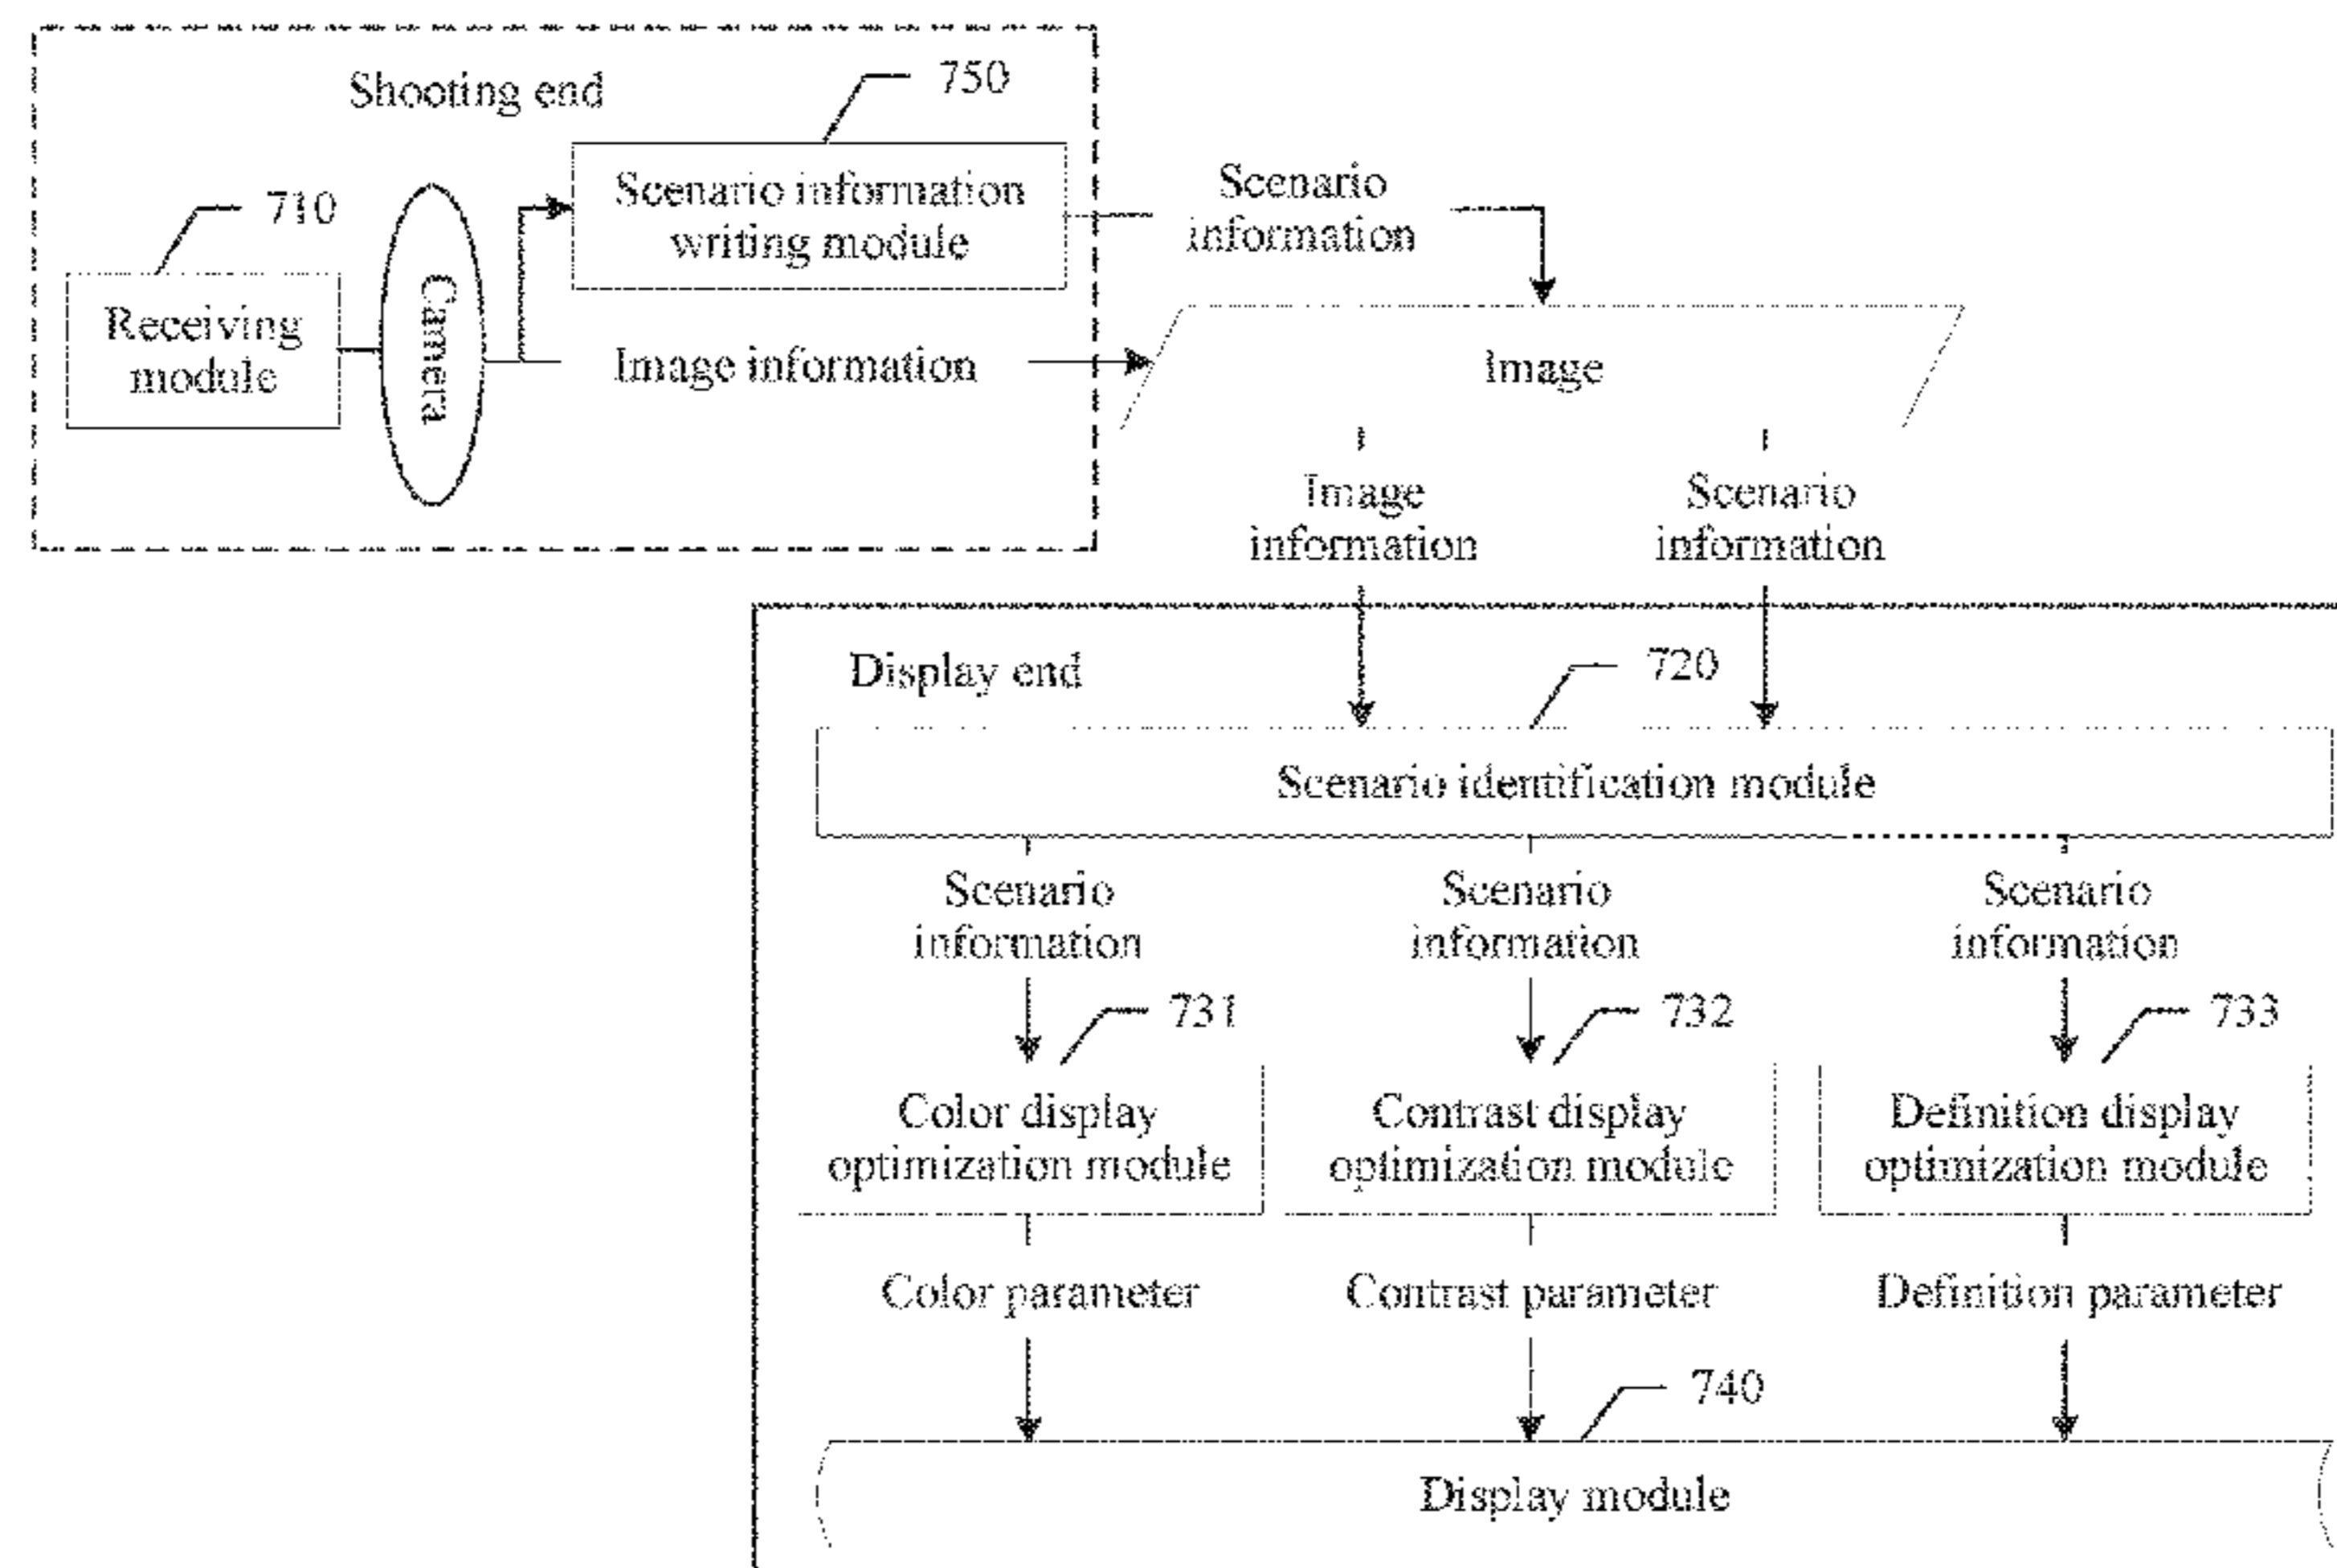 Shooting end
750
Scenario information
writing module
710
Receiving
module
Camera
Image information
Scenario
information
Image
Image
information
Scenario
information
Display end
720
Scenario identification module
Scenario
information
Scenario
information
Scenario
information
731
732
733
Color display
optimization module
Contrast display
optimization module
Definition display
optimization module
Color parameter
Contrast parameter
Definition parameter
740
Display module